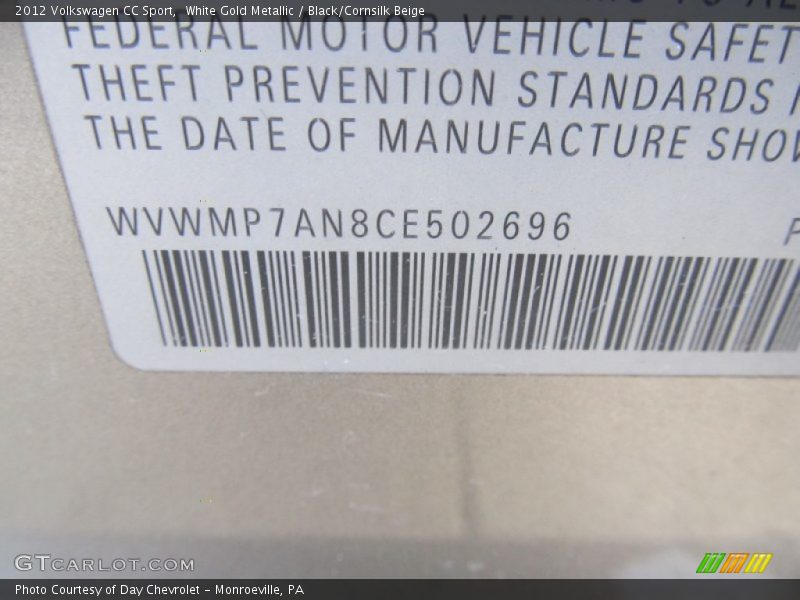 2012 Volkswagen CC Sport,  White Gold Metallic / Black/Cornsilk Beige
FEDERAL MOTOR VEHICLE SAFET
THEFT PREVENTION STANDARDS
THE DATE OF MANUFACTURE SHOW
WVWMP7AN8CE502696
GTCARLOT.COM
Photo Courtesy of Day Chevrolet – Monroeville, PA